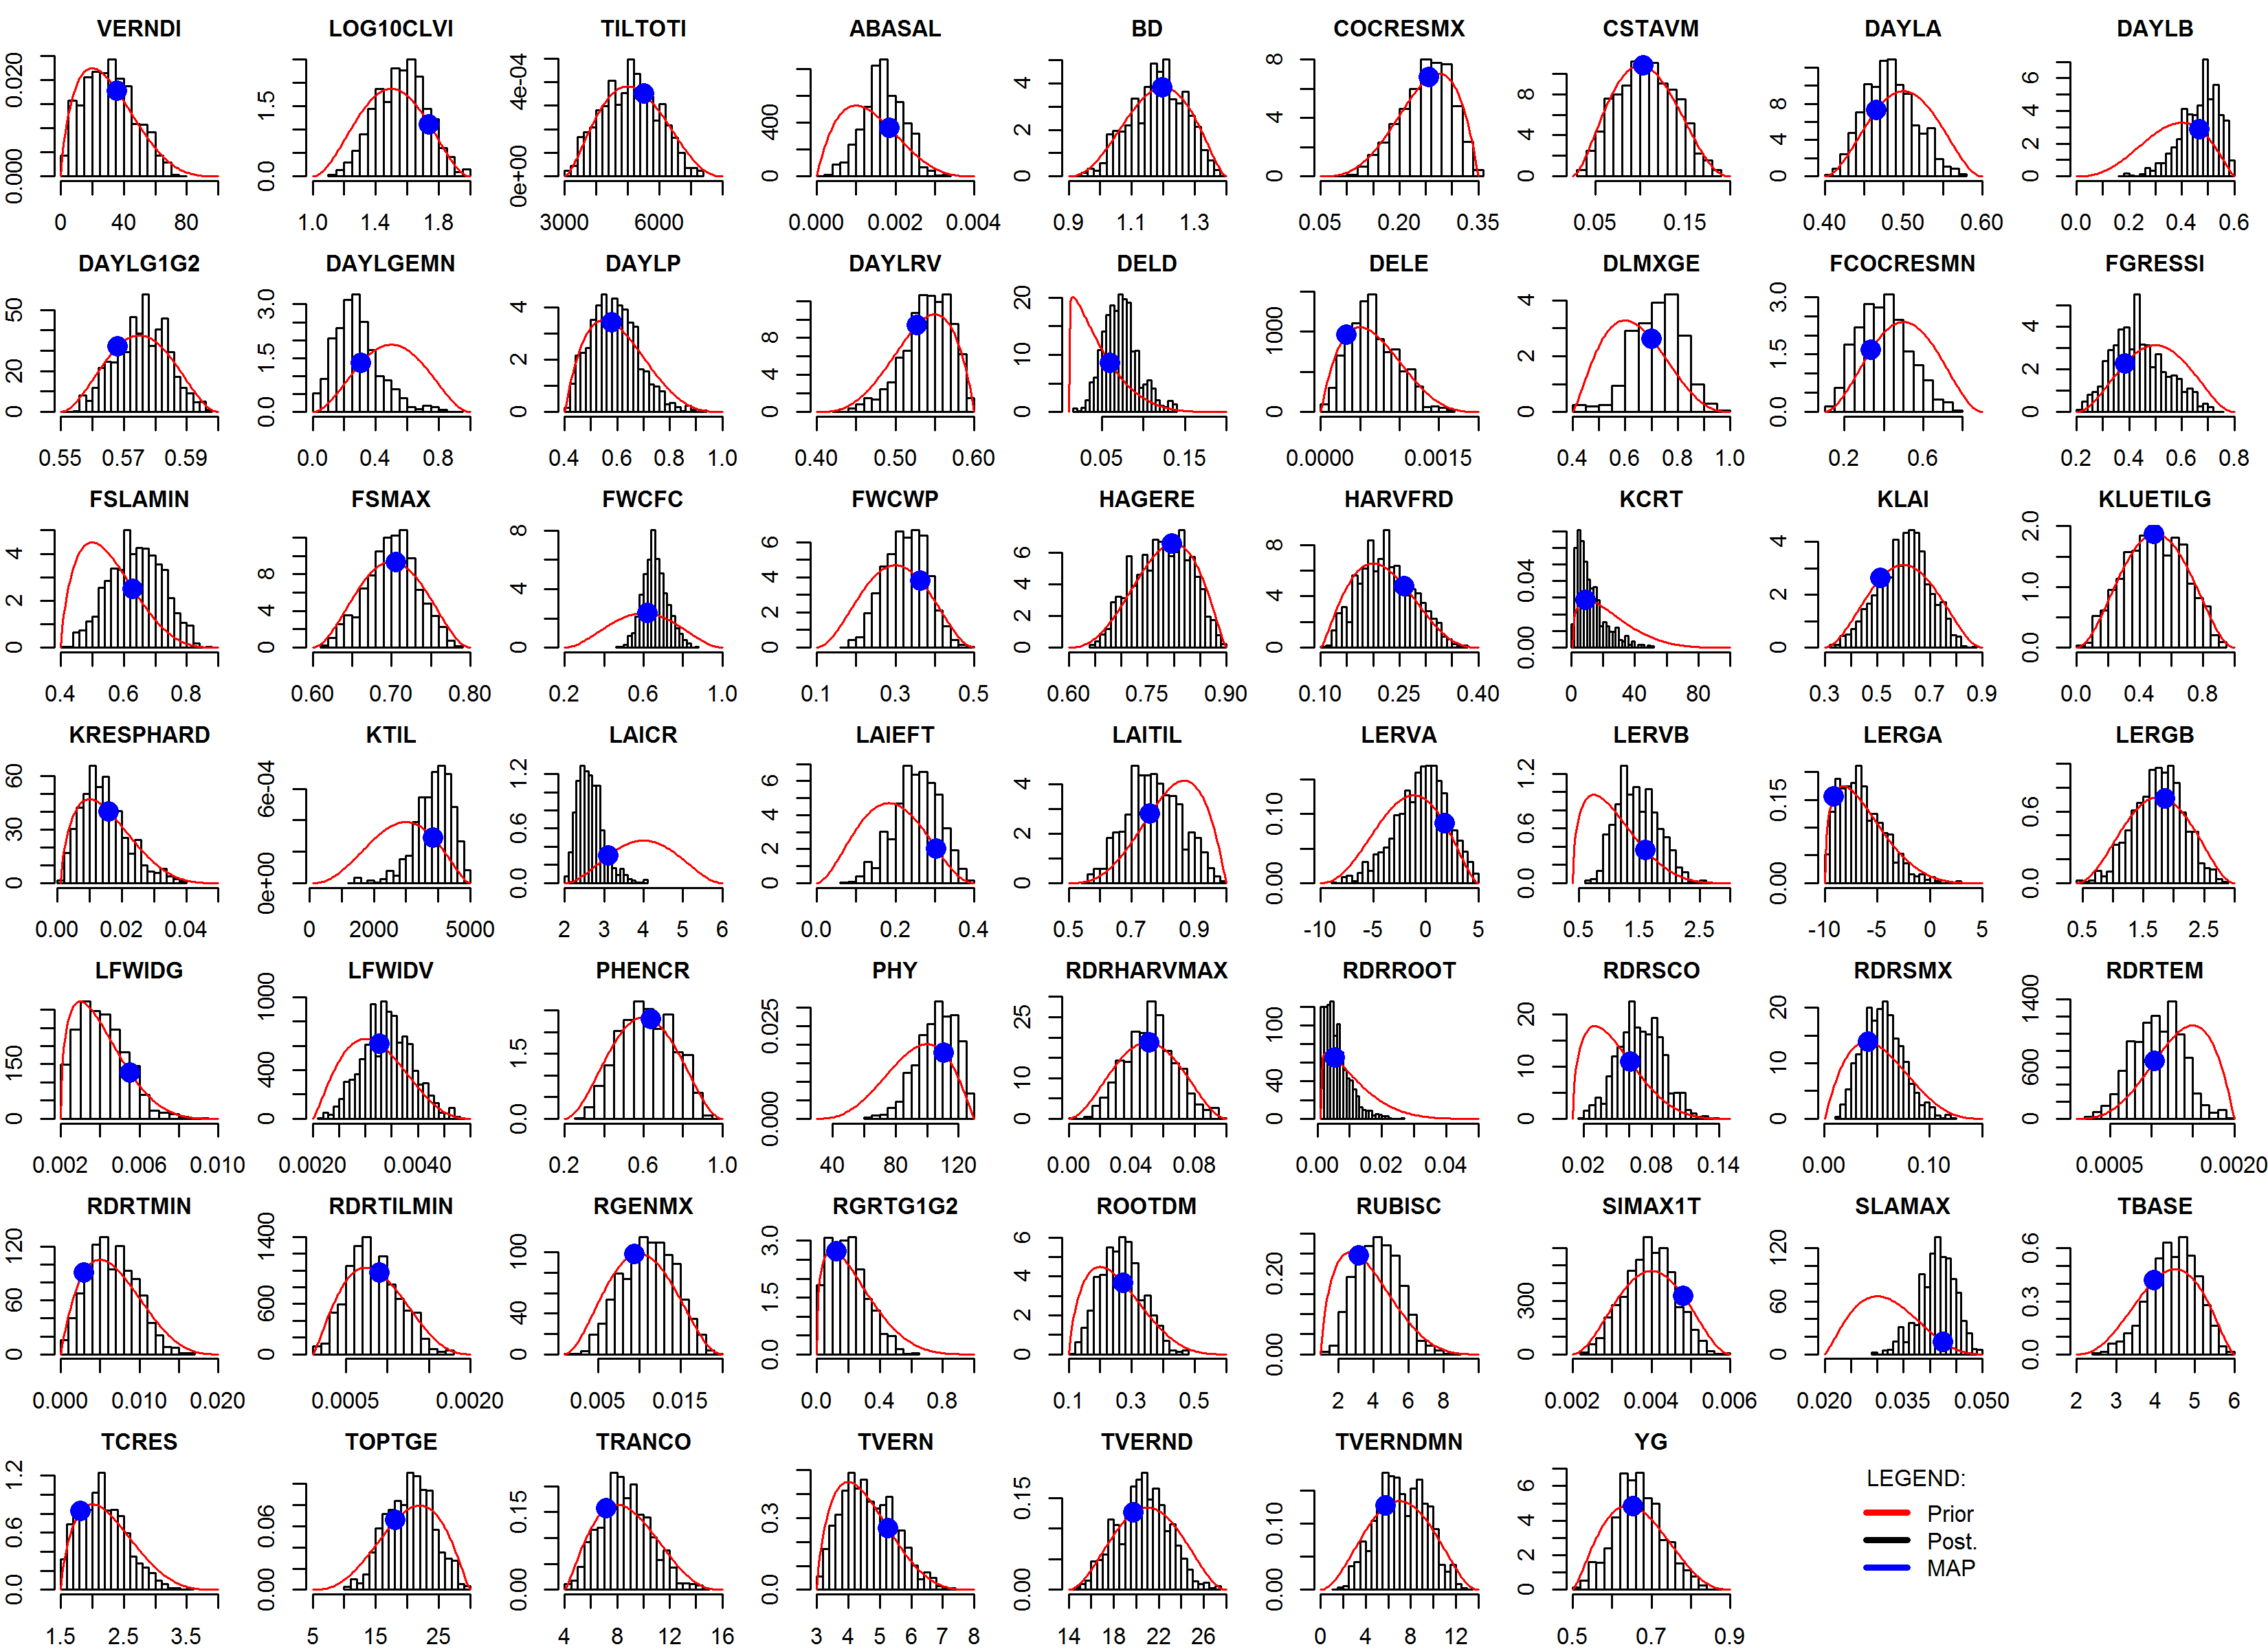 VERNDI LOG10CLVI TILTOTI ABASAL BD COCRESMX CSTAVM DAYLA DAYLB
0.000 0.020
0.0 1.5
0e+00 4e-04
0 400
0 2 4
0 2 4 6 8
0 4 8
0 4 8
0 2 4 6
0 40 80
1.0 1.4 1.8
3000 6000
0.000 0.002 0.004
0.9 1.1 1.3
0.05 0.20 0.35
0.05 0.15
0.40 0.50 0.60
0.0 0.2 0.4 0.6
DAYLG1G2 DAYLGEMN DAYLP DAYLRV DELD DELE DLMXGE FCOCRESMN FGRESSI
0 20 50
0.0 1.5 3.0
0 2 4
0 4 8
0 5 10 20
0 1000
0 2 4
0.0 1.5 3.0
0 2 4
0.55 0.57 0.59
0.0 0.4 0.8
0.4 0.6 0.8 1.0
0.40 0.50 0.60
0.05 0.15
0.0000 0.0015
0.4 0.6 0.8 1.0
0.2 0.6
0.2 0.4 0.6 0.8
FSLAMIN FSMAX FWCFC FWCWP HAGERE HARVFRD KCRT KLAI KLUETILG
0 2 4
0 4 8
0 4 8
0 2 4 6
0 2 4 6
0 4 8
0.00 0.04
0 2 4
0.0 1.0 2.0
0.4 0.6 0.8
0.60 0.70 0.80
0.2 0.6 1.0
0.1 0.3 0.5
0.60 0.70 0.80 0.90
0.10 0.25 0.40
0 40 80
0.3 0.5 0.7 0.9
0.0 0.4 0.8
KRESPHARD KTIL LAICR LAIEFT LAITIL LERVA LERVB LERGA LERGB
0 30 60
0e+00 6e-04
0.0 0.6 1.2
0 2 4 6
0 2 4
0.00 0.10
0.0 0.6 1.2
0.00 0.15
0.0 0.6
0.00 0.02 0.04
0 2000 5000
2 3 4 5 6
0.0 0.2 0.4
0.5 0.7 0.9
-10 -5 0 5
0.5 1.5 2.5
-10 -5 0 5
0.5 1.5 2.5
LFWIDG LFWIDV PHENCR PHY RDRHARVMAX RDRROOT RDRSCO RDRSMX RDRTEM
0 150
0 400 1000
0.0 1.5
0.000 0.025
0 10 25
0 40 100
0 10 20
0 10 20
0 600 1400
0.002 0.006 0.010
0.0020 0.0040
0.2 0.6 1.0
40 80 120
0.00 0.04 0.08
0.00 0.02 0.04
0.02 0.08 0.14
0.00 0.10
0.0005 0.0020
RDRTMIN RDRTILMIN RGENMX RGRTG1G2 ROOTDM RUBISC SIMAX1T SLAMAX TBASE
0 60 120
0 600 1400
0 40 100
0.0 1.5 3.0
0 2 4 6
0.00 0.20
0 300
0 60 120
0.0 0.3 0.6
0.000 0.010 0.020
0.0005 0.0020
0.005 0.015
0.0 0.4 0.8
0.1 0.3 0.5
2 4 6 8
0.002 0.004 0.006
0.020 0.035 0.050
2 3 4 5 6
TCRES TOPTGE TRANCO TVERN TVERND TVERNDMN YG
0.0 0.6 1.2
0.00 0.06
0.00 0.15
0.0 0.3
0.00 0.15
0.00 0.10
0 2 4 6
LEGEND:
Prior
Post.
MAP
1.5 2.5 3.5
5 15 25
4 8 12 16
3 4 5 6 7 8
14 18 22 26
0 4 8 12
0.5 0.7 0.9